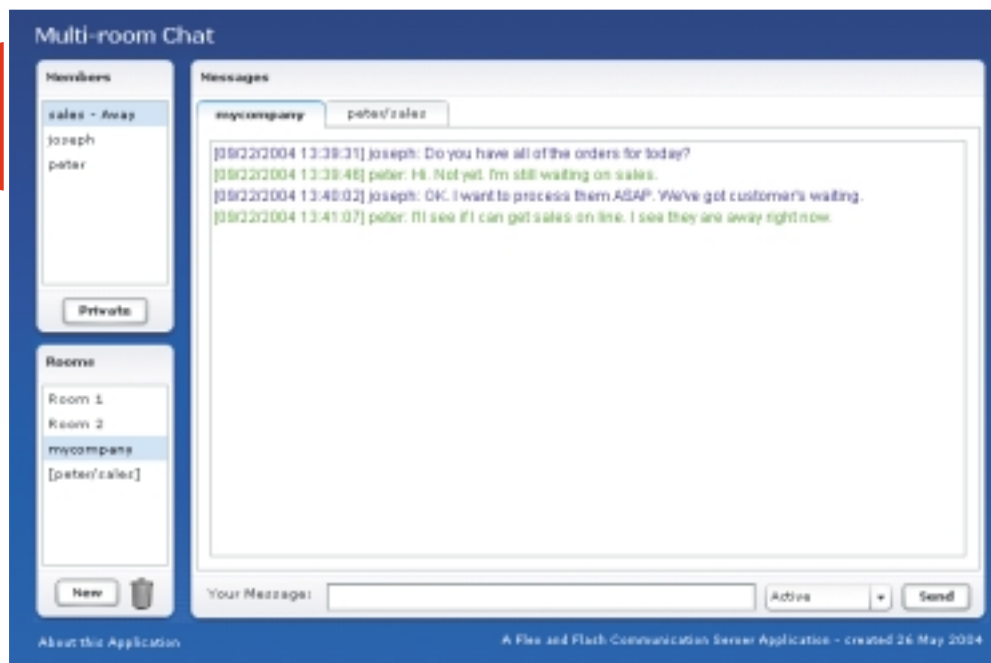 Multi-room Chat
Members
sales - Away
joseph
peter
Private
Rooms
Room 1
Room 2
mycompany
[peter/sales]
New
About this Application
Messages
mycompany
peter/sales
[09/22/2004 13:39:31] joseph: Do you have all of the orders for today?
[09/22/2004 13:39:46] peter: Hi. Not yet. I'm still waiting on sales.
[09/22/2004 13:40:02] joseph: OK. I want to process them ASAP. We've got customer's waiting.
[09/22/2004 13:41:07] peter: I'll see if I can get sales on line. I see they are away right now.
Your Message:
Active
Send
A Flex and Flash Communication Server Application - created 26 May 2004